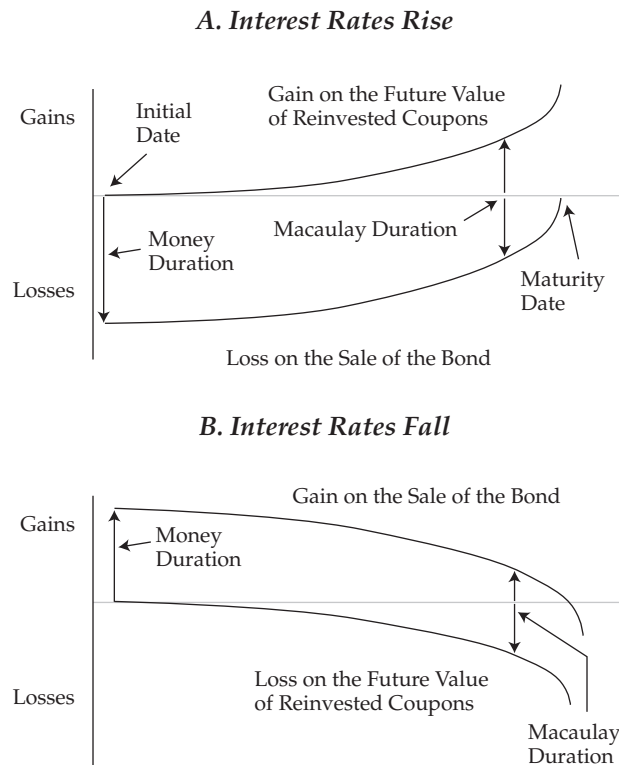 A. Interest Rates Rise
Gains
Initial
Date
Gain on the Future Value
of Reinvested Coupons
Money
Duration
Macaulay Duration
Losses
Maturity
Date
Loss on the Sale of the Bond
B. Interest Rates Fall
Gain on the Sale of the Bond
Gains
Money
Duration
Loss on the Future Value
of Reinvested Coupons
Losses
Macaulay
Duration